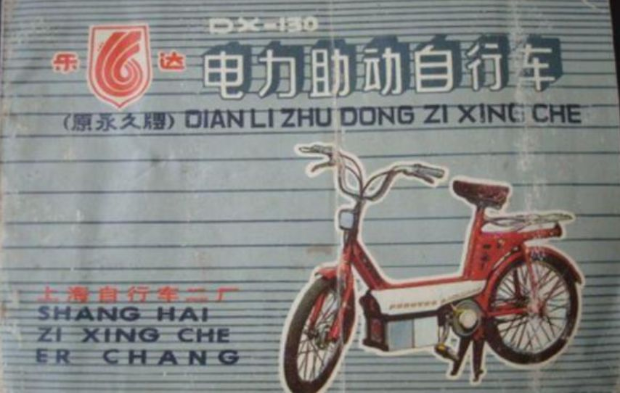 DX-130
乐达 电力助动自行车
(原永久牌) DIAN LI ZHU DONG ZI XING CHE
上海自行车二厂
SHANG HAI
ZI XING CHE
ER CHANG